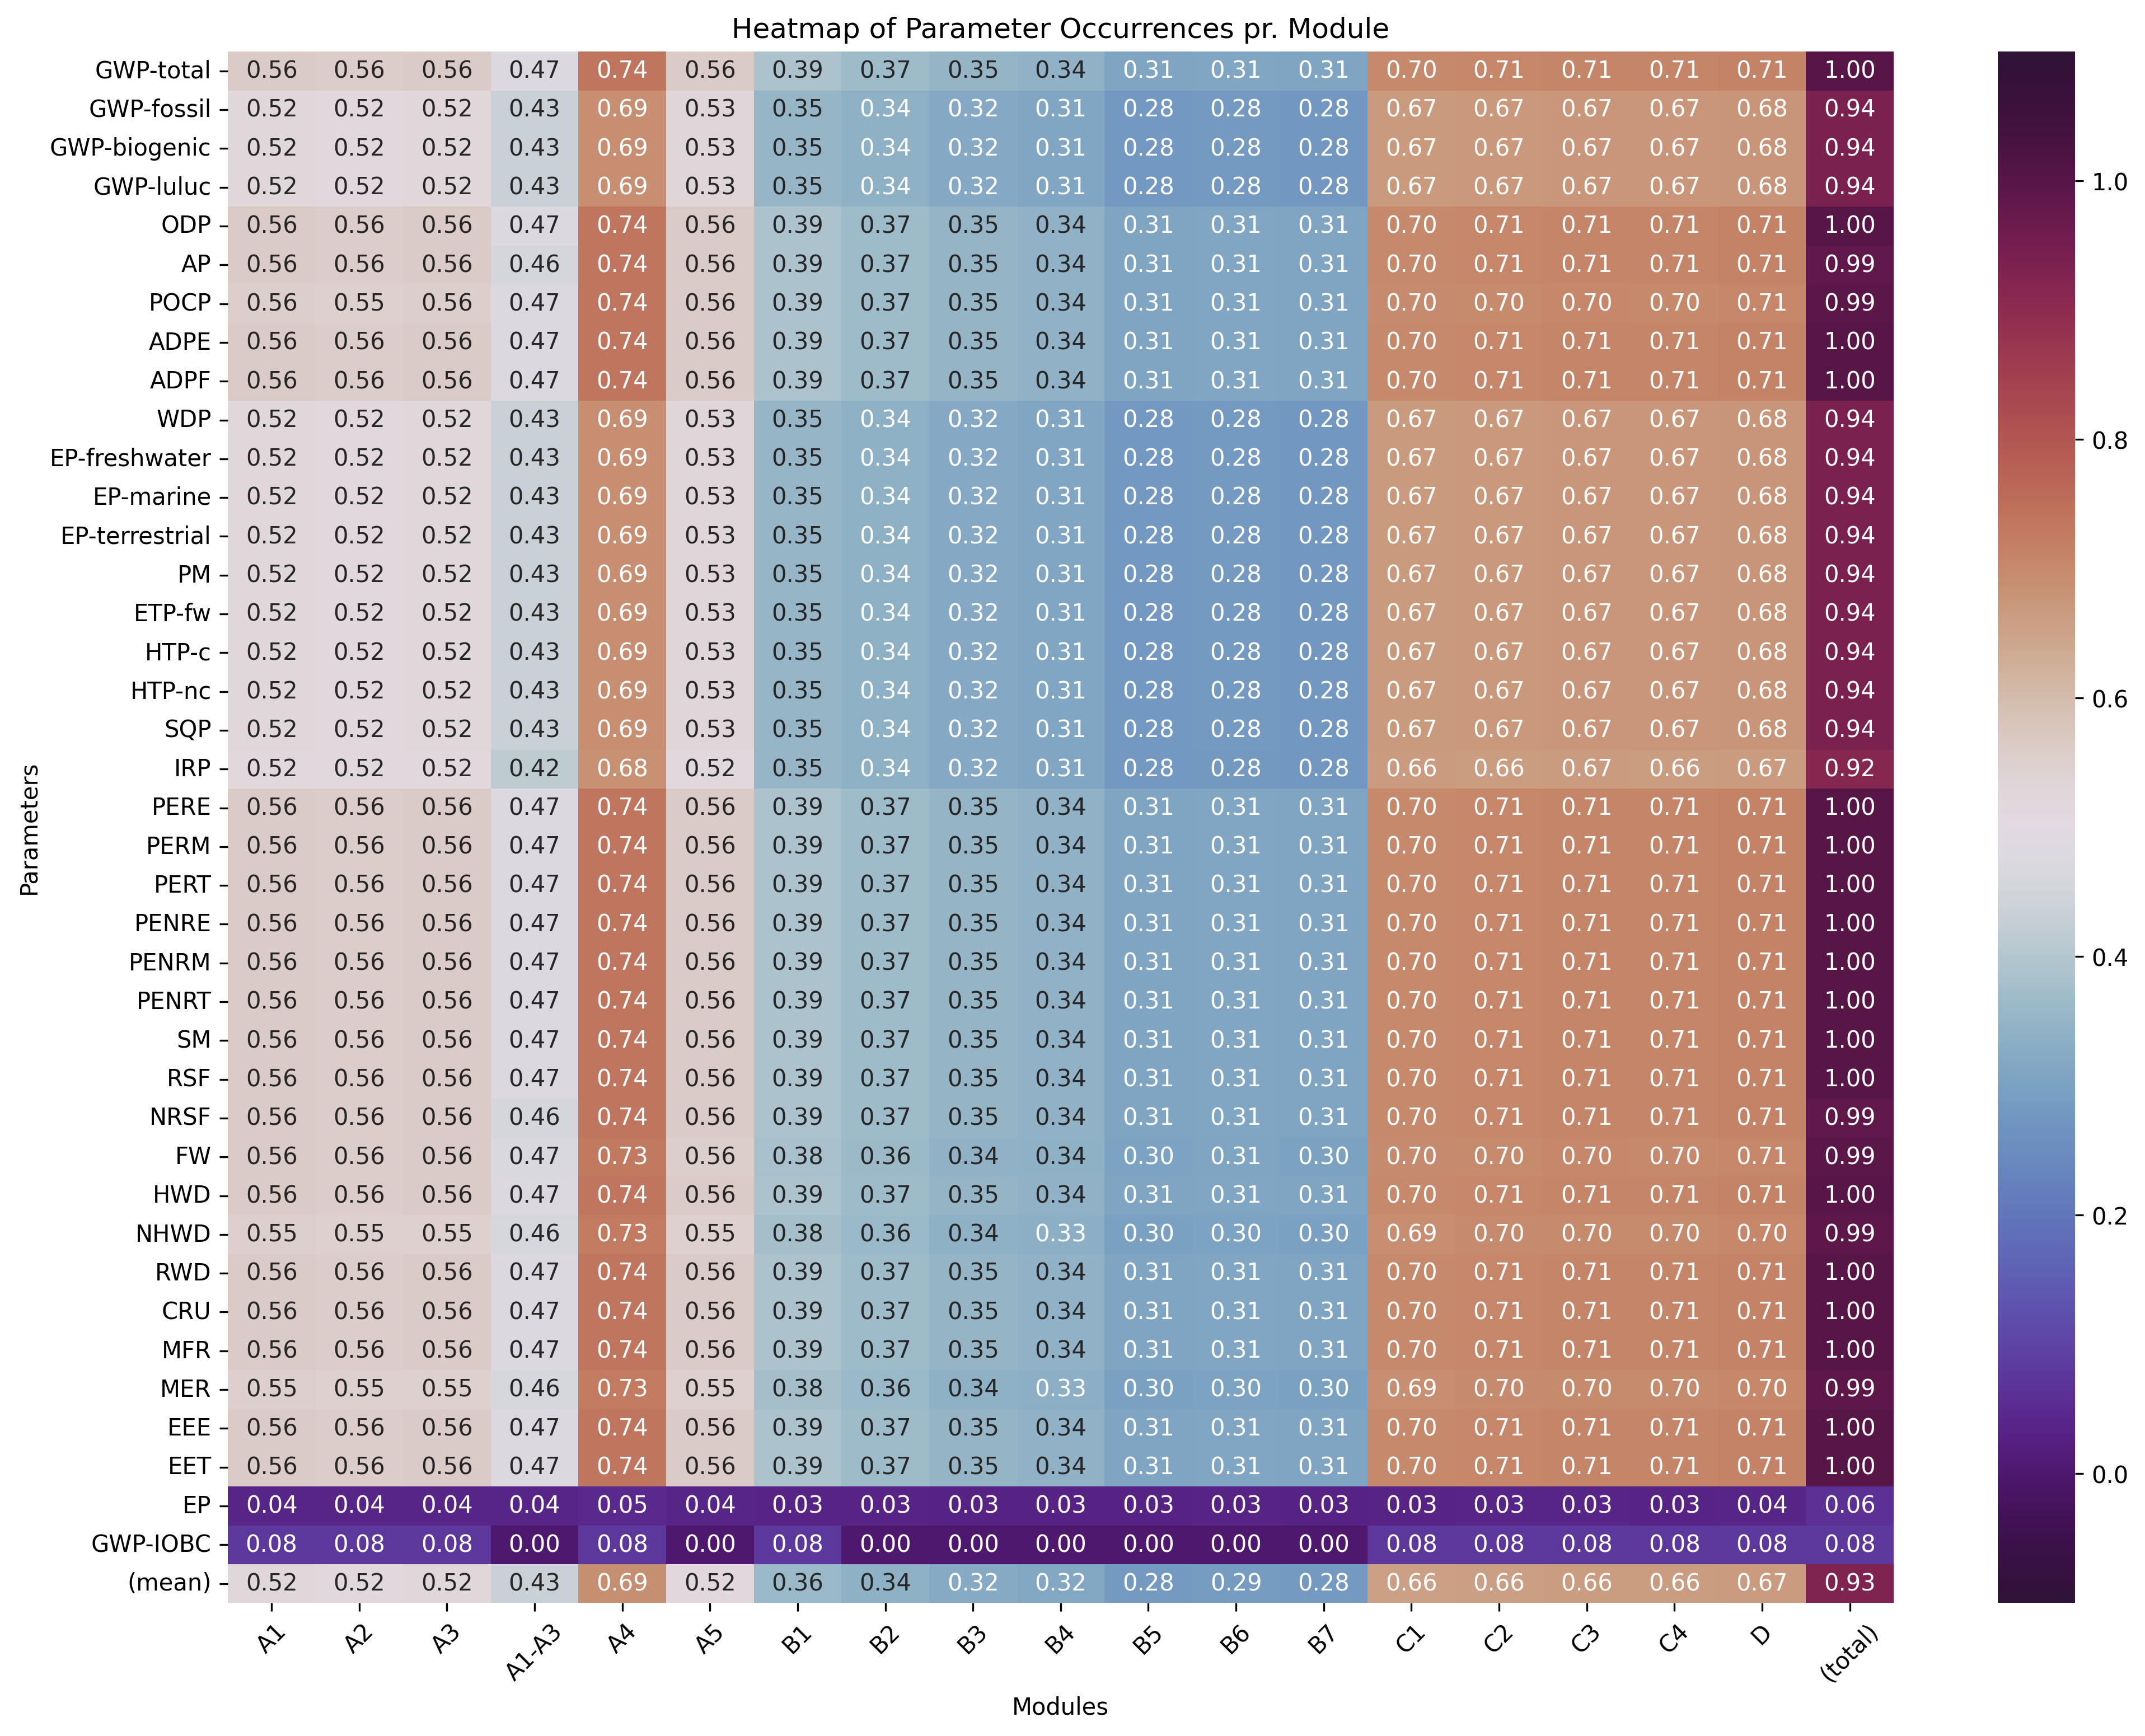 Heatmap of Parameter Occurrences pr. Module
GWP-total 0.56 0.56 0.56 0.47 0.74 0.56 0.39 0.37 0.35 0.34 0.31 0.31 0.31 0.70 0.71 0.71 0.71 0.71 1.00
GWP-fossil 0.52 0.52 0.52 0.43 0.69 0.53 0.35 0.34 0.32 0.31 0.28 0.28 0.28 0.67 0.67 0.67 0.67 0.68 0.94
GWP-biogenic 0.52 0.52 0.52 0.43 0.69 0.53 0.35 0.34 0.32 0.31 0.28 0.28 0.28 0.67 0.67 0.67 0.67 0.68 0.94
GWP-luluc 0.52 0.52 0.52 0.43 0.69 0.53 0.35 0.34 0.32 0.31 0.28 0.28 0.28 0.67 0.67 0.67 0.67 0.68 0.94
ODP 0.56 0.56 0.56 0.47 0.74 0.56 0.39 0.37 0.35 0.34 0.31 0.31 0.31 0.70 0.71 0.71 0.71 0.71 1.00
AP 0.56 0.56 0.56 0.46 0.74 0.56 0.39 0.37 0.35 0.34 0.31 0.31 0.31 0.70 0.71 0.71 0.71 0.71 0.99
POCP 0.56 0.55 0.56 0.47 0.74 0.56 0.39 0.37 0.35 0.34 0.31 0.31 0.31 0.70 0.70 0.70 0.70 0.71 0.99
ADPE 0.56 0.56 0.56 0.47 0.74 0.56 0.39 0.37 0.35 0.34 0.31 0.31 0.31 0.70 0.71 0.71 0.71 0.71 1.00
ADPF 0.56 0.56 0.56 0.47 0.74 0.56 0.39 0.37 0.35 0.34 0.31 0.31 0.31 0.70 0.71 0.71 0.71 0.71 1.00
WDP 0.52 0.52 0.52 0.43 0.69 0.53 0.35 0.34 0.32 0.31 0.28 0.28 0.28 0.67 0.67 0.67 0.67 0.68 0.94
EP-freshwater 0.52 0.52 0.52 0.43 0.69 0.53 0.35 0.34 0.32 0.31 0.28 0.28 0.28 0.67 0.67 0.67 0.67 0.68 0.94
EP-marine 0.52 0.52 0.52 0.43 0.69 0.53 0.35 0.34 0.32 0.31 0.28 0.28 0.28 0.67 0.67 0.67 0.67 0.68 0.94
EP-terrestrial 0.52 0.52 0.52 0.43 0.69 0.53 0.35 0.34 0.32 0.31 0.28 0.28 0.28 0.67 0.67 0.67 0.67 0.68 0.94
PM 0.52 0.52 0.52 0.43 0.69 0.53 0.35 0.34 0.32 0.31 0.28 0.28 0.28 0.67 0.67 0.67 0.67 0.68 0.94
ETP-fw 0.52 0.52 0.52 0.43 0.69 0.53 0.35 0.34 0.32 0.31 0.28 0.28 0.28 0.67 0.67 0.67 0.67 0.68 0.94
HTP-c 0.52 0.52 0.52 0.43 0.69 0.53 0.35 0.34 0.32 0.31 0.28 0.28 0.28 0.67 0.67 0.67 0.67 0.68 0.94
HTP-nc 0.52 0.52 0.52 0.43 0.69 0.53 0.35 0.34 0.32 0.31 0.28 0.28 0.28 0.67 0.67 0.67 0.67 0.68 0.94
SQP 0.52 0.52 0.52 0.43 0.69 0.53 0.35 0.34 0.32 0.31 0.28 0.28 0.28 0.67 0.67 0.67 0.67 0.68 0.94
IRP 0.52 0.52 0.52 0.42 0.68 0.52 0.35 0.34 0.32 0.31 0.28 0.28 0.28 0.66 0.66 0.67 0.66 0.67 0.92
PERE 0.56 0.56 0.56 0.47 0.74 0.56 0.39 0.37 0.35 0.34 0.31 0.31 0.31 0.70 0.71 0.71 0.71 0.71 1.00
PERM 0.56 0.56 0.56 0.47 0.74 0.56 0.39 0.37 0.35 0.34 0.31 0.31 0.31 0.70 0.71 0.71 0.71 0.71 1.00
PERT 0.56 0.56 0.56 0.47 0.74 0.56 0.39 0.37 0.35 0.34 0.31 0.31 0.31 0.70 0.71 0.71 0.71 0.71 1.00
PENRE 0.56 0.56 0.56 0.47 0.74 0.56 0.39 0.37 0.35 0.34 0.31 0.31 0.31 0.70 0.71 0.71 0.71 0.71 1.00
PENRM 0.56 0.56 0.56 0.47 0.74 0.56 0.39 0.37 0.35 0.34 0.31 0.31 0.31 0.70 0.71 0.71 0.71 0.71 1.00
PENRT 0.56 0.56 0.56 0.47 0.74 0.56 0.39 0.37 0.35 0.34 0.31 0.31 0.31 0.70 0.71 0.71 0.71 0.71 1.00
SM 0.56 0.56 0.56 0.47 0.74 0.56 0.39 0.37 0.35 0.34 0.31 0.31 0.31 0.70 0.71 0.71 0.71 0.71 1.00
RSF 0.56 0.56 0.56 0.47 0.74 0.56 0.39 0.37 0.35 0.34 0.31 0.31 0.31 0.70 0.71 0.71 0.71 0.71 1.00
NRSF 0.56 0.56 0.56 0.46 0.74 0.56 0.39 0.37 0.35 0.34 0.31 0.31 0.31 0.70 0.71 0.71 0.71 0.71 0.99
FW 0.56 0.56 0.56 0.47 0.73 0.56 0.38 0.36 0.34 0.34 0.30 0.31 0.30 0.70 0.70 0.70 0.70 0.71 0.99
HWD 0.56 0.56 0.56 0.47 0.74 0.56 0.39 0.37 0.35 0.34 0.31 0.31 0.31 0.70 0.71 0.71 0.71 0.71 1.00
NHWD 0.55 0.55 0.55 0.46 0.73 0.55 0.38 0.36 0.34 0.33 0.30 0.30 0.30 0.69 0.70 0.70 0.70 0.70 0.99
RWD 0.56 0.56 0.56 0.47 0.74 0.56 0.39 0.37 0.35 0.34 0.31 0.31 0.31 0.70 0.71 0.71 0.71 0.71 1.00
CRU 0.56 0.56 0.56 0.47 0.74 0.56 0.39 0.37 0.35 0.34 0.31 0.31 0.31 0.70 0.71 0.71 0.71 0.71 1.00
MFR 0.56 0.56 0.56 0.47 0.74 0.56 0.39 0.37 0.35 0.34 0.31 0.31 0.31 0.70 0.71 0.71 0.71 0.71 1.00
MER 0.55 0.55 0.55 0.46 0.73 0.55 0.38 0.36 0.34 0.33 0.30 0.30 0.30 0.69 0.70 0.70 0.70 0.70 0.99
EEE 0.56 0.56 0.56 0.47 0.74 0.56 0.39 0.37 0.35 0.34 0.31 0.31 0.31 0.70 0.71 0.71 0.71 0.71 1.00
EET 0.56 0.56 0.56 0.47 0.74 0.56 0.39 0.37 0.35 0.34 0.31 0.31 0.31 0.70 0.71 0.71 0.71 0.71 1.00
EP 0.04 0.04 0.04 0.04 0.05 0.04 0.03 0.03 0.03 0.03 0.03 0.03 0.03 0.03 0.03 0.03 0.03 0.04 0.06
GWP-IOBC 0.08 0.08 0.08 0.00 0.08 0.00 0.08 0.00 0.00 0.00 0.00 0.00 0.00 0.08 0.08 0.08 0.08 0.08 0.08
(mean) 0.52 0.52 0.52 0.43 0.69 0.52 0.36 0.34 0.32 0.32 0.28 0.29 0.28 0.66 0.66 0.66 0.66 0.67 0.93
A1 A2 A3 A1-A3 A4 A5 B1 B2 B3 B4 B5 B6 B7 C1 C2 C3 C4 D (total)
Modules
Parameters
1.0
0.8
0.6
0.4
0.2
0.0